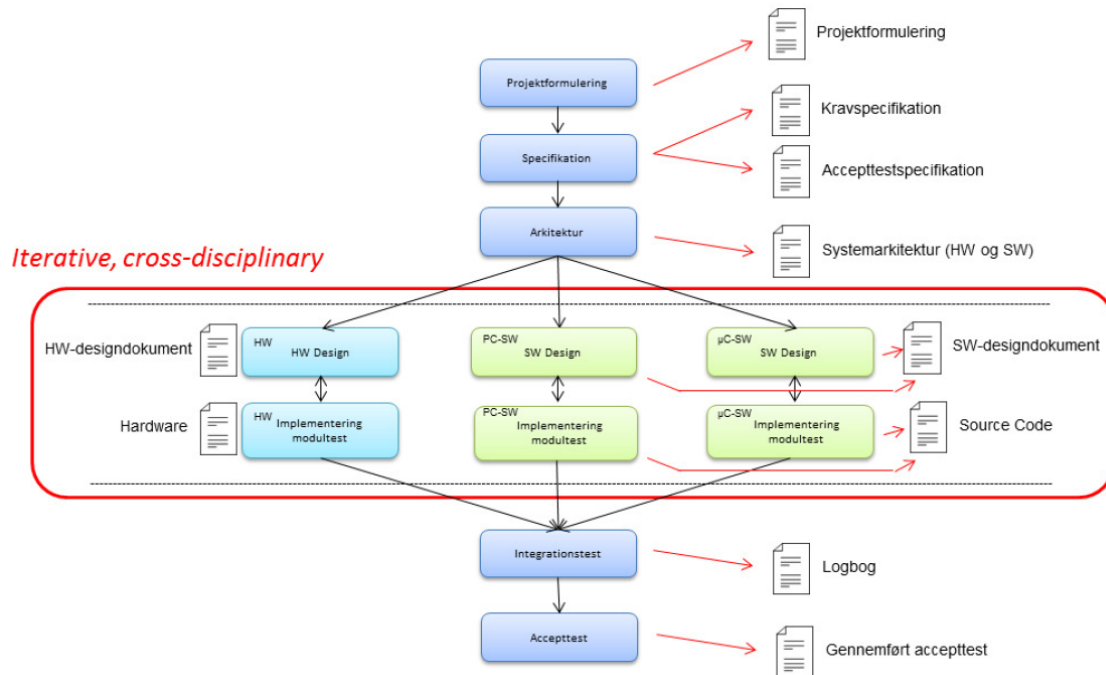 Projektformulering
Projektformulering
Kravspecifikation
Specifikation
Accepttestspecifikation
Arkitektur
Systemarkitektur (HW og SW)
Iterative, cross-disciplinary
HW-designdokument
HW
HW Design
PC-SW
SW Design
µC-SW
SW Design
SW-designdokument
Hardware
HW
Implementering
modultest
PC-SW
Implementering
modultest
µC-SW
Implementering
modultest
Source Code
Integrationstest
Logbog
Accepttest
Gennemført accepttest